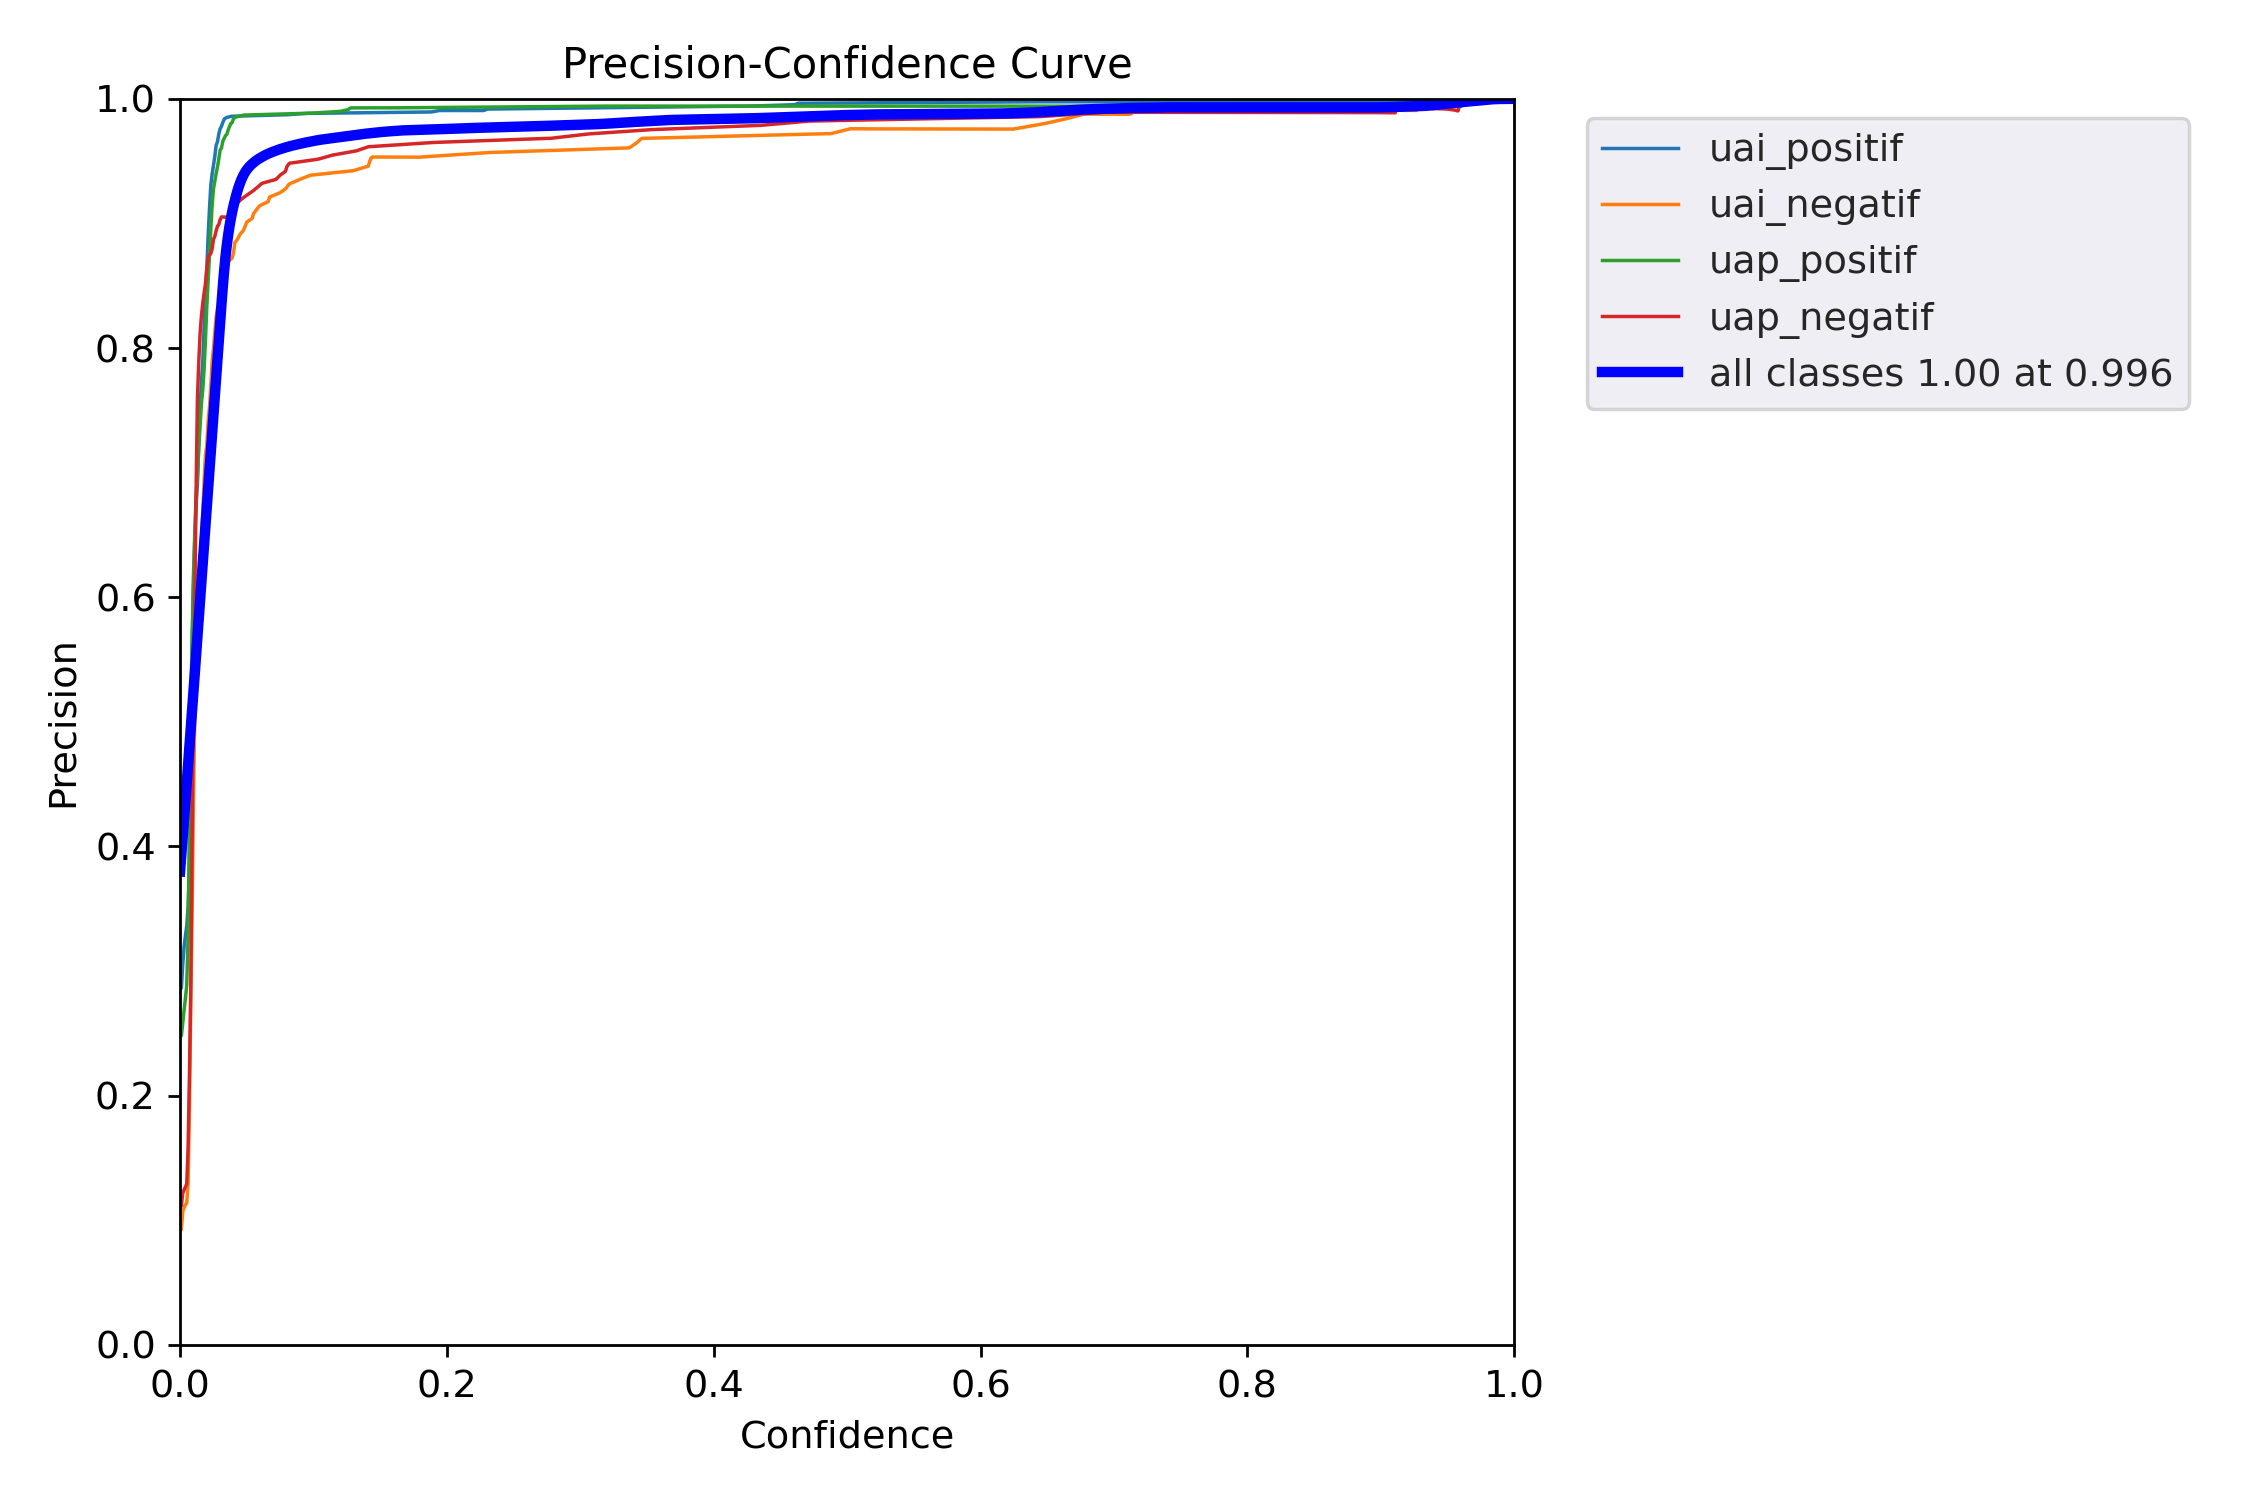 Precision-Confidence Curve
1.0
0.8
0.6
0.4
0.2
0.0
Precision
0.0 0.2 0.4 0.6 0.8 1.0
Confidence
uai_positif
uai_negatif
uap_positif
uap_negatif
all classes 1.00 at 0.996